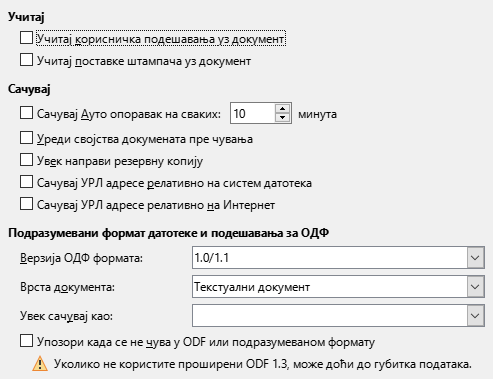 Учитај
Учитај корисничка подешавања уз документ
Учитај поставке штампача уз документ
Сачувај
Сачувај Ауто опоравак на сваких: 10 минута
Уреди својства документа пре чувања
Увек направи резервну копију
Сачувај УРЛ адресе релативно на систем датотека
Сачувај УРЛ адресе релативно на Интернет
Подразумевани формат датотеке и подешавања за ОДФ
Верзија ОДФ формата: 1.0/1.1
Врста документа: Текстуални документ
Увек сачувај као:
Упозори када се не чува у ODF или подразумеваном формату
Уколико не користите проширени ODF 1.3, може доћи до губитка података.